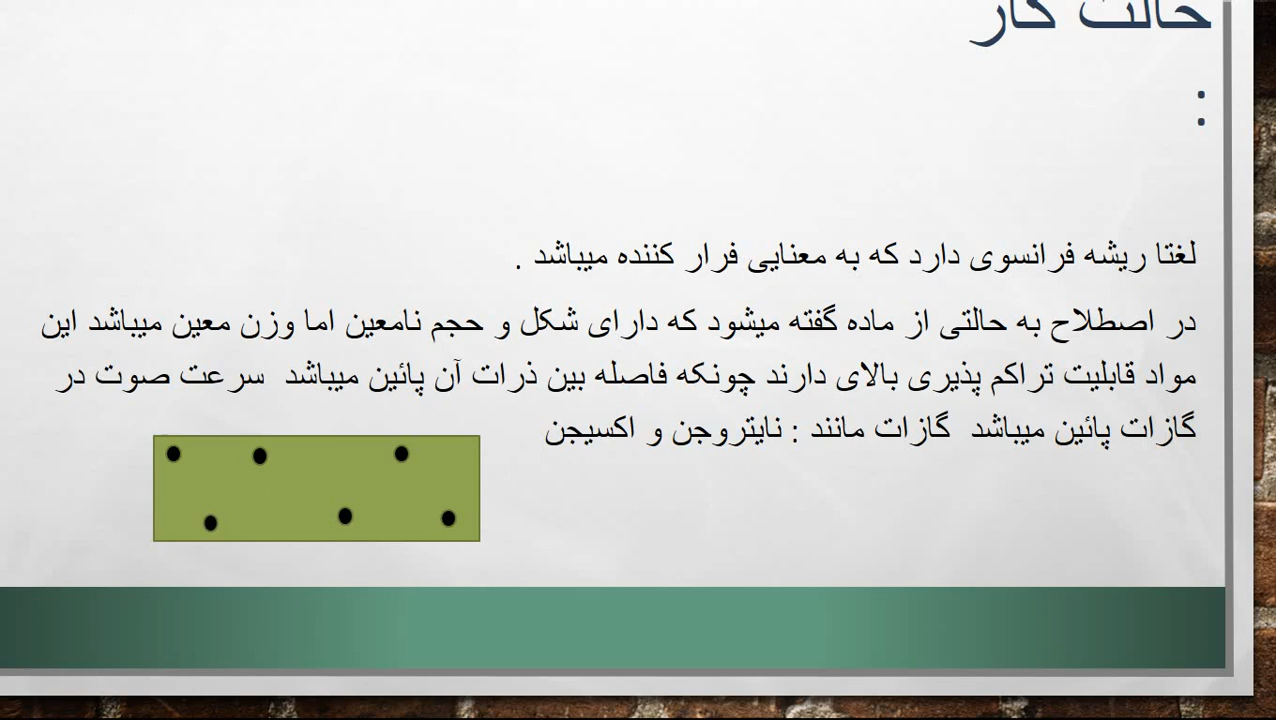 حالت گاز
:
لغتا ریشه فرانسوی دارد که به معنایی فرار کننده میباشد .
در اصطلاح به حالتی از ماده گفته میشود که دارای شکل و حجم نامعین اما وزن معین میباشد این
مواد قابلیت تراکم پذیری بالای دارند چونکه فاصله بین ذرات آن پائین میباشد سرعت صوت در
گازات پائین میباشد گازات مانند : نایتروجن و اکسیجن